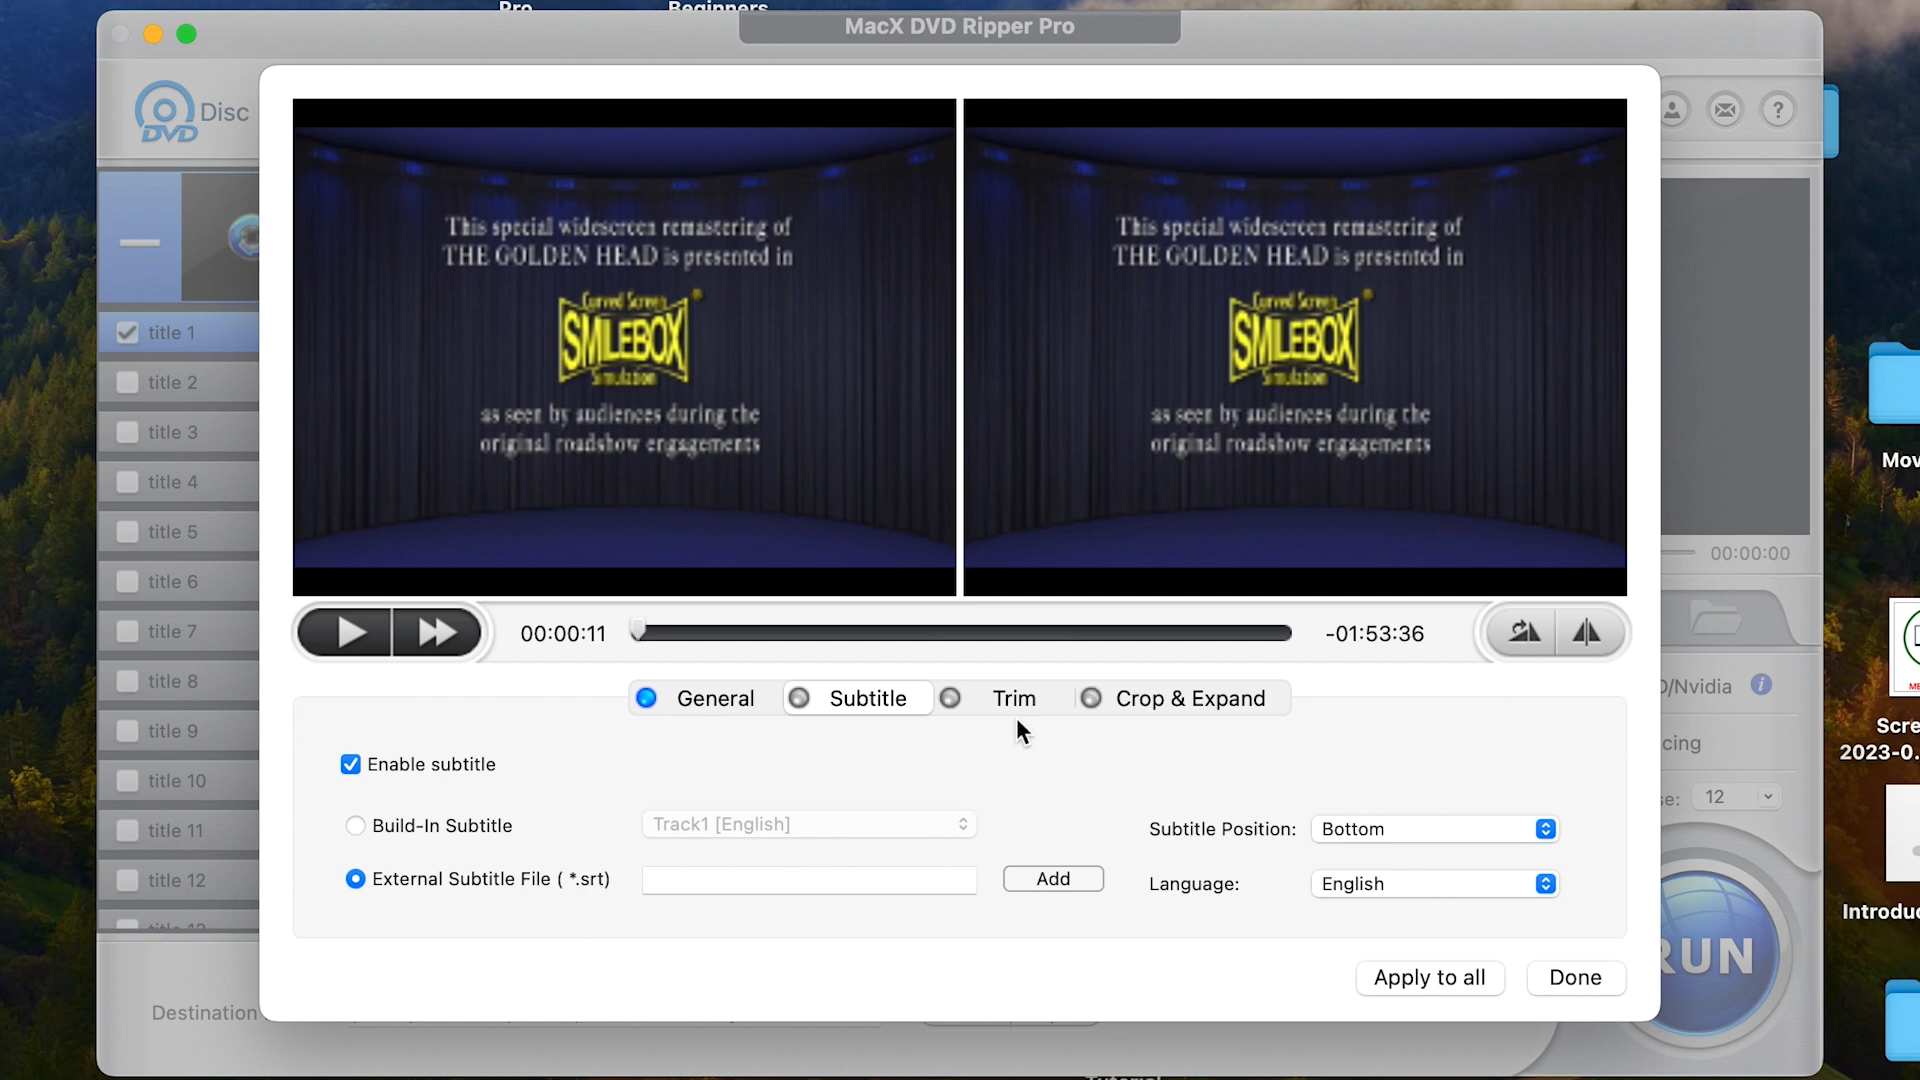 Pro
Beginners
MacX DVD Ripper Pro
DVD
Disc
This special widescreen remastering of
THE GOLDEN HEAD is presented in
Curved Screen
SMILEBOX
Simulation
as seen by audiences during the
original roadshow engagements
This special widescreen remastering of
THE GOLDEN HEAD is presented in
Curved Screen
SMILEBOX
Simulation
as seen by audiences during the
original roadshow engagements
?
title 1
title 2
title 3
title 4
title 5
title 6
title 7
title 8
title 9
title 10
title 11
title 12
title 13
00:00:00
00:00:11
-01:53:36
General
Subtitle
Trim
Crop & Expand
Enable subtitle
Build-In Subtitle
Track1 [English]
Subtitle Position:
Bottom
External Subtitle File ( *.srt)
Add
Language:
English
Apply to all
Done
D/Nvidia
i
cing
se:
12
RUN
Destination
Mov
ME
Scre
2023-0.
Introduc
Tutorial